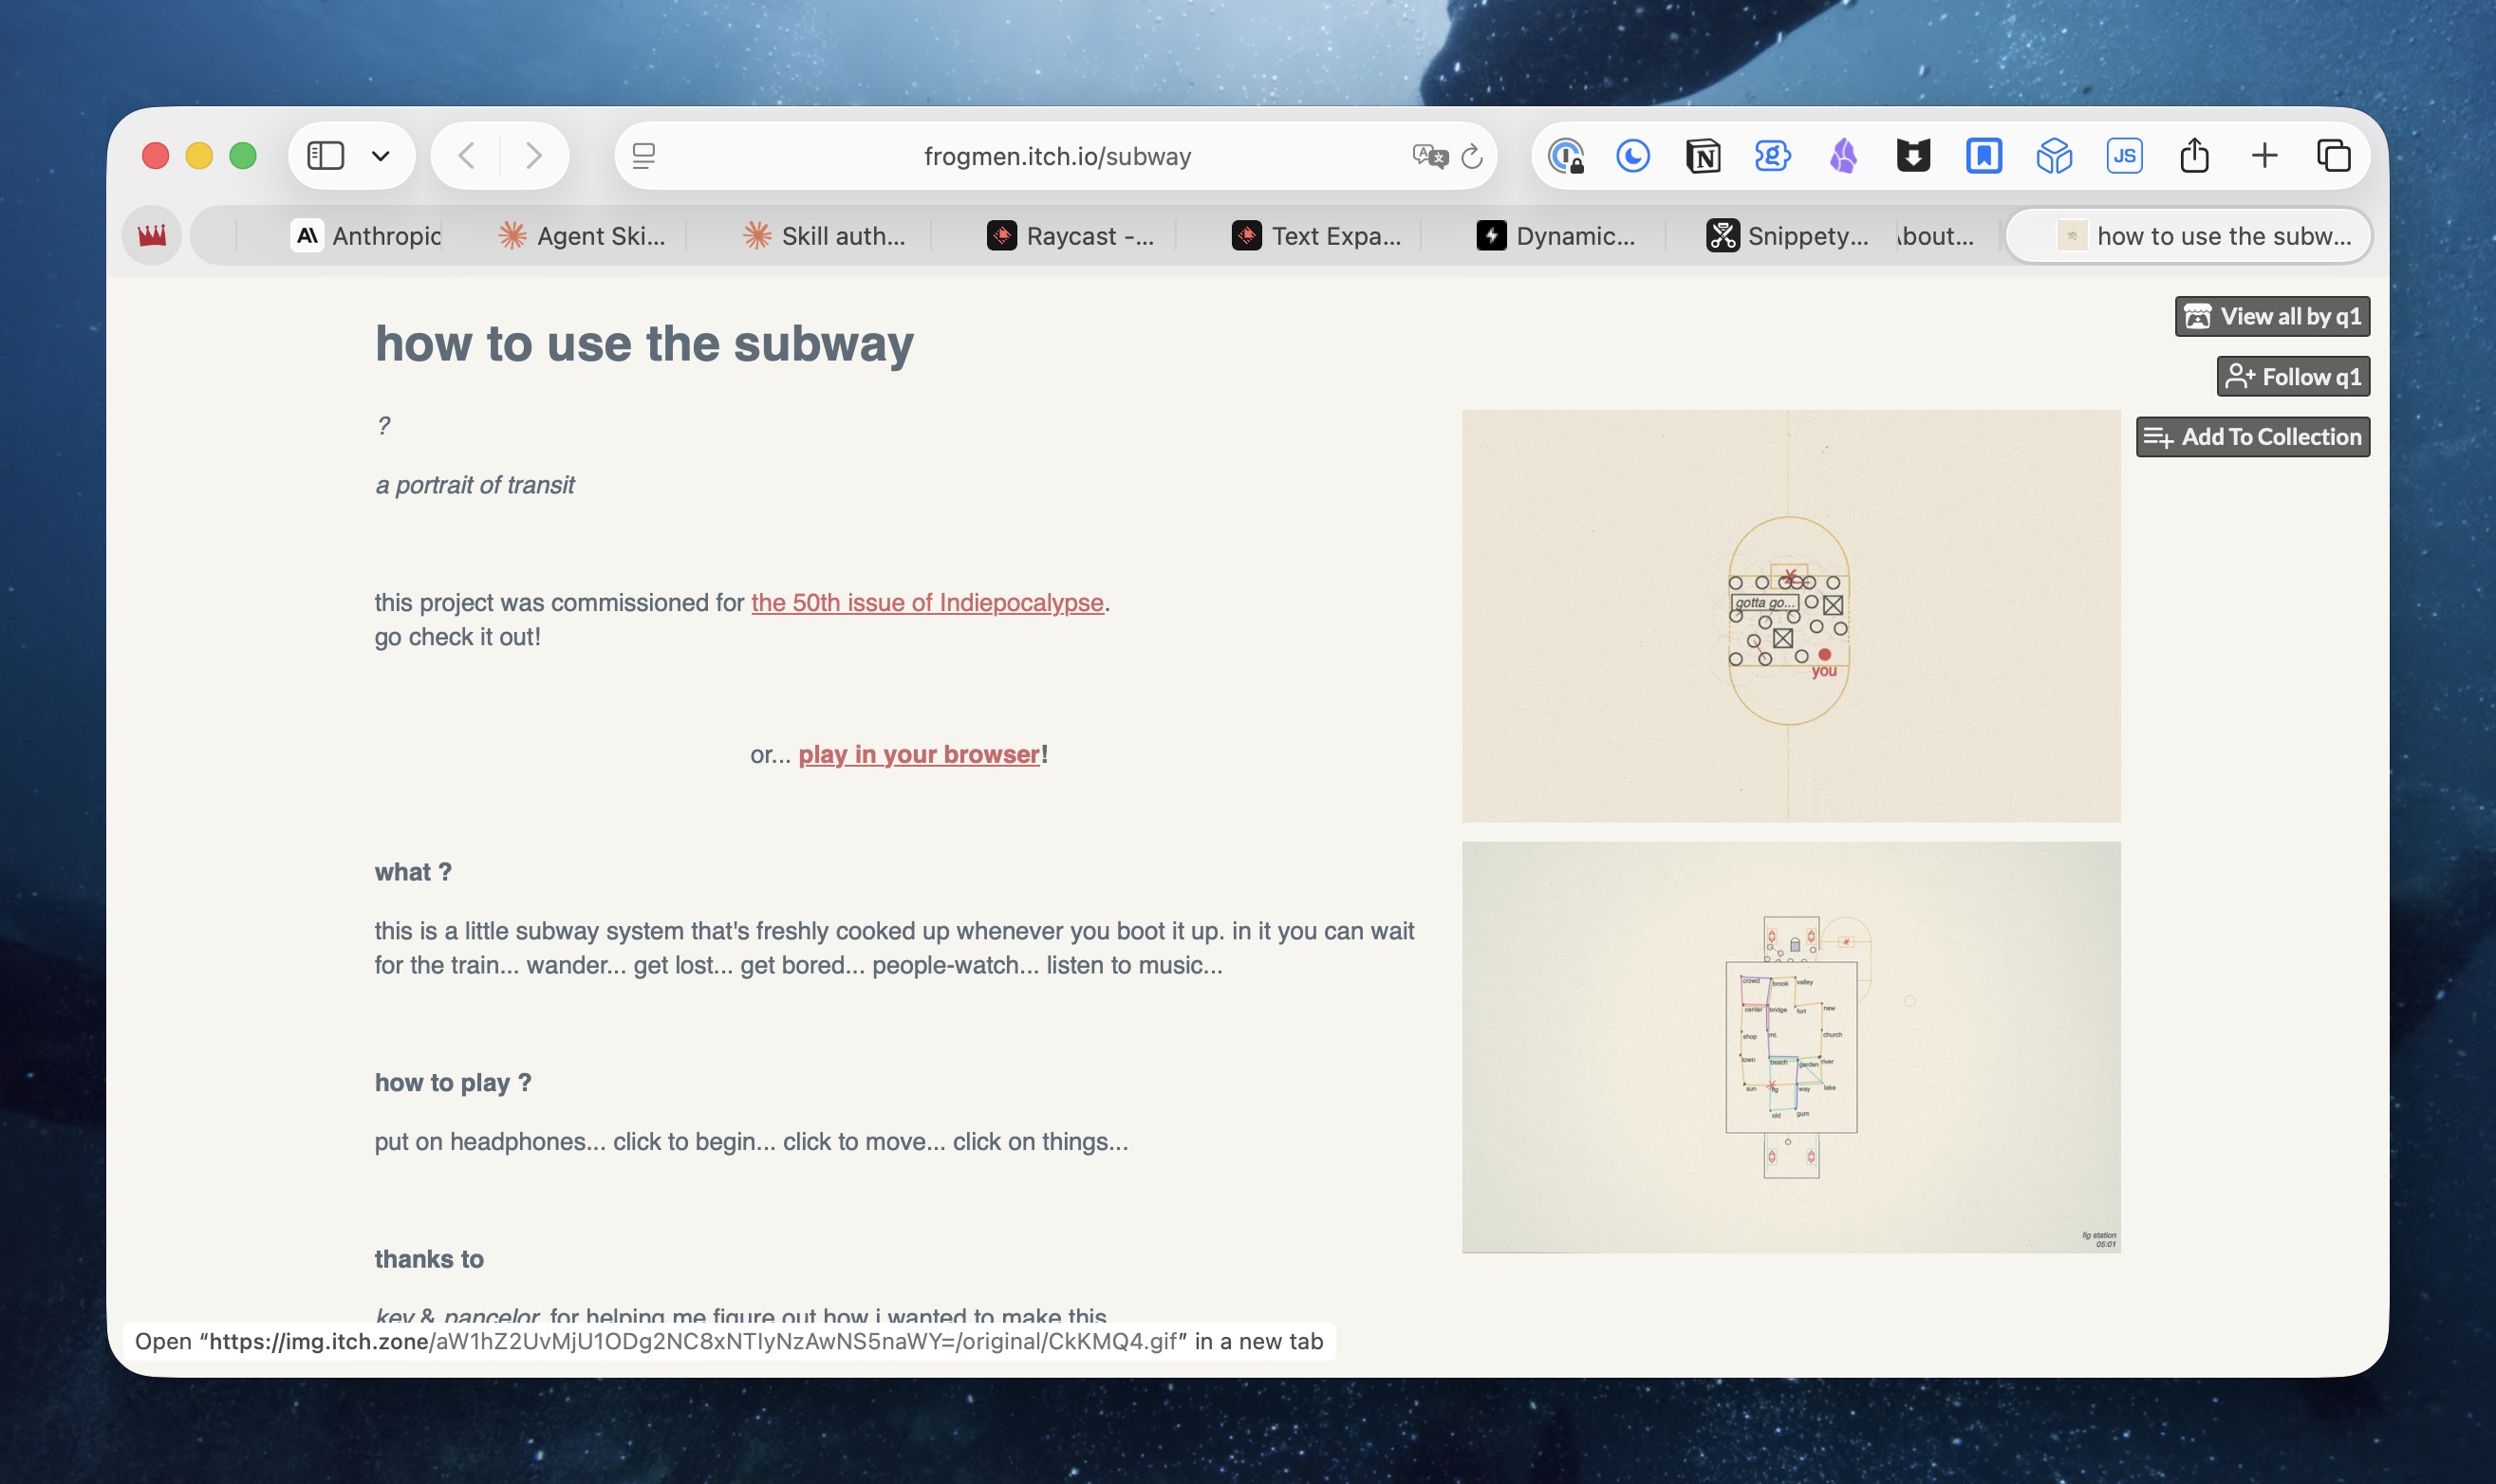 frogmen.itch.io/subway
Anthropic
Agent Ski...
Skill auth...
Raycast -...
Text Expa...
Dynamic...
Snippety...
About...
how to use the subw...
JS
View all by q1
Follow q1
Add To Collection
how to use the subway
?
a portrait of transit
this project was commissioned for the 50th issue of Indiepocalypse.
go check it out!
or... play in your browser!
what ?
this is a little subway system that's freshly cooked up whenever you boot it up. in it you can wait
for the train... wander... get lost... get bored... people-watch... listen to music...
how to play ?
put on headphones... click to begin... click to move... click on things...
thanks to
key & pancelor for helping me figure out how i wanted to make this
gotta go...
you
crowd
brook
valley
center
bridge
fort
new
shop
mt.
church
town
beach
garden
river
sun
fig
way
lake
old
gum
fig station
05:01
Open “https://img.itch.zone/aW1hZ2UvMjU1ODg2NC8xNTIyNzAwNS5naWY=/original/CkKMQ4.gif” in a new tab